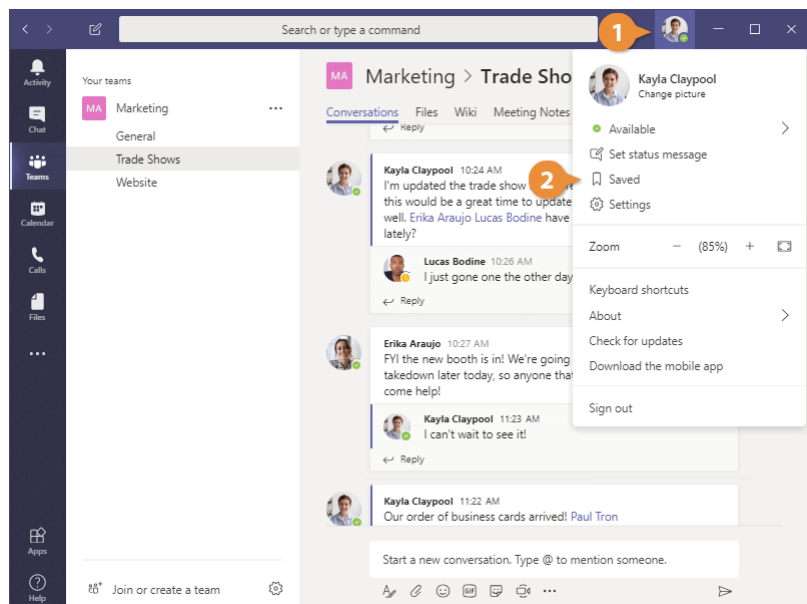 Search or type a command
1
Activity
Chat
Teams
Calendar
Calls
Files
Apps
Help
Your teams
MA Marketing
General
Trade Shows
Website
Join or create a team
MA Marketing > Trade Sho
Conversations Files Wiki Meeting Notes
Reply
Kayla Claypool 10:24 AM
I'm updated the trade show
this would be a great time to update
well. Erika Araujo Lucas Bodine have
lately?
Lucas Bodine 10:26 AM
I just gone one the other day
Reply
Erika Araujo 10:27 AM
FYI the new booth is in! We're going
takedown later today, so anyone that
come help!
Kayla Claypool 11:23 AM
I can't wait to see it!
Reply
Kayla Claypool 11:22 AM
Our order of business cards arrived! Paul Tron
Start a new conversation. Type @ to mention someone.
GIF
Kayla Claypool
Change picture
Available
Set status message
2
Saved
Settings
Zoom − (85%) +
Keyboard shortcuts
About
Check for updates
Download the mobile app
Sign out